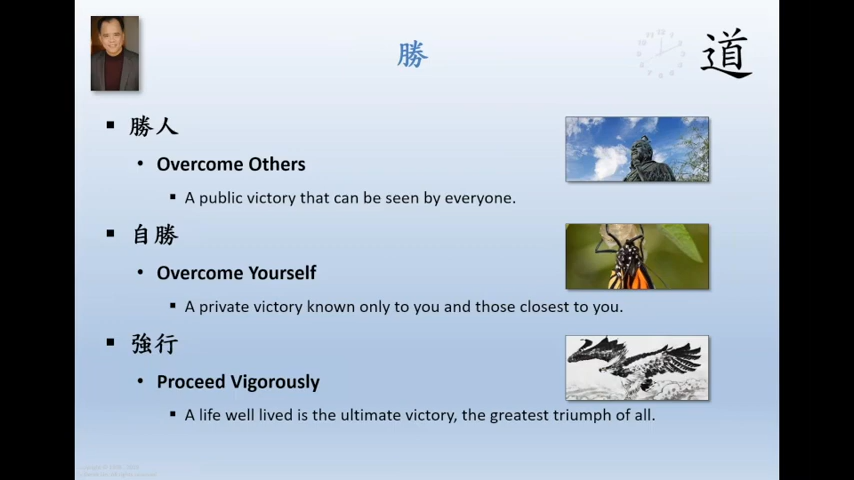 勝
道
勝人
Overcome Others
A public victory that can be seen by everyone.
自勝
Overcome Yourself
A private victory known only to you and those closest to you.
強行
Proceed Vigorously
A life well lived is the ultimate victory, the greatest triumph of all.